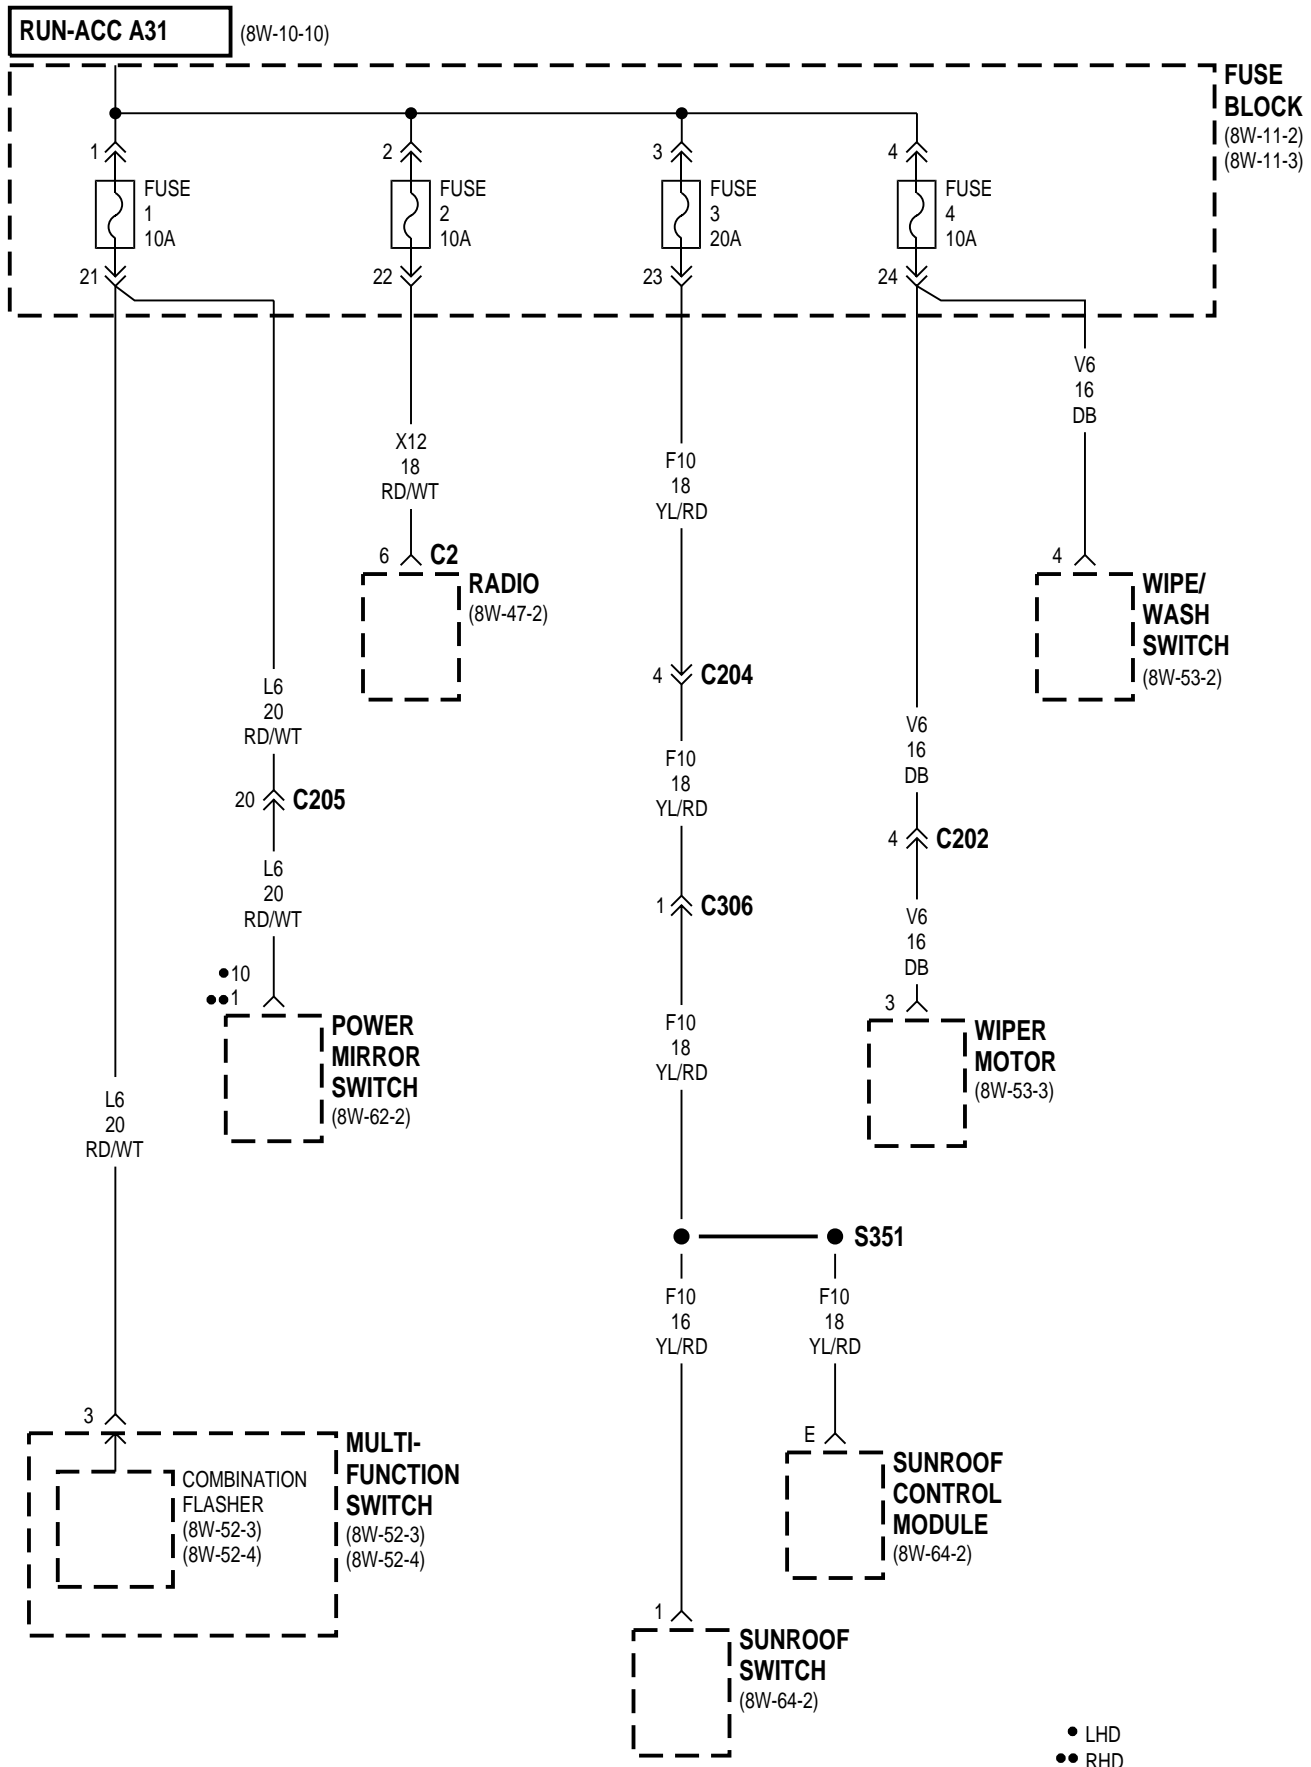 RUN-ACC A31 (8W-10-10)
FUSE
BLOCK
(8W-11-2)
(8W-11-3)
1
FUSE
1
10A
21
2
FUSE
2
10A
22
3
FUSE
3
20A
23
4
FUSE
4
10A
24
V6
16
DB
X12
18
RD/WT
F10
18
YL/RD
6 C2
RADIO
(8W-47-2)
4
WIPE/
WASH
SWITCH
(8W-53-2)
4 C204
L6
20
RD/WT
V6
16
DB
F10
18
YL/RD
20 C205
4 C202
L6
20
RD/WT
1 C306
V6
16
DB
•10
••1
POWER
MIRROR
SWITCH
(8W-62-2)
F10
18
YL/RD
3
WIPER
MOTOR
(8W-53-3)
L6
20
RD/WT
S351
F10
16
YL/RD
F10
18
YL/RD
3
MULTI-
FUNCTION
SWITCH
(8W-52-3)
(8W-52-4)
COMBINATION
FLASHER
(8W-52-3)
(8W-52-4)
E
SUNROOF
CONTROL
MODULE
(8W-64-2)
1
SUNROOF
SWITCH
(8W-64-2)
• LHD
•• RHD